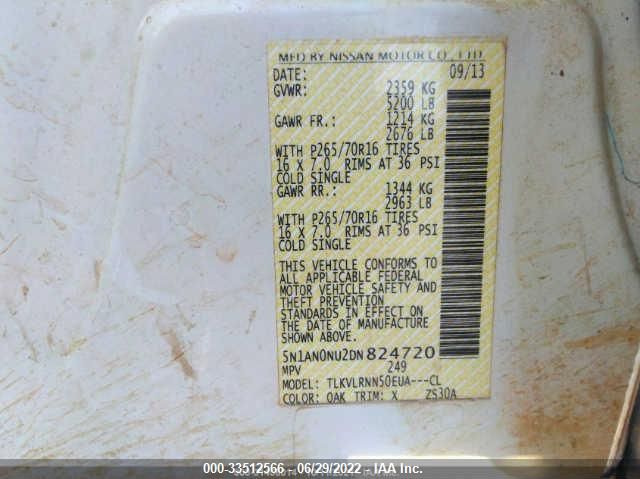 MFD BY NISSAN MOTOR CO., LTD.
DATE: 09/13
GVWR: 2359 KG
5200 LB
GAWR FR.: 1214 KG
2676 LB
WITH P265/70R16 TIRES
16 X 7.0 RIMS AT 36 PSI
COLD SINGLE
GAWR RR.: 1344 KG
2963 LB
WITH P265/70R16 TIRES
16 X 7.0 RIMS AT 36 PSI
COLD SINGLE
THIS VEHICLE CONFORMS TO
ALL APPLICABLE FEDERAL
MOTOR VEHICLE SAFETY AND
THEFT PREVENTION
STANDARDS IN EFFECT ON
THE DATE OF MANUFACTURE
SHOWN ABOVE.
5N1AN0NU2DN824720
MPV 249
MODEL: TLKVLRNN50EUA---CL
COLOR: QAK TRIM: X ZS30A
000-33512566 - 06/29/2022 - IAA Inc.